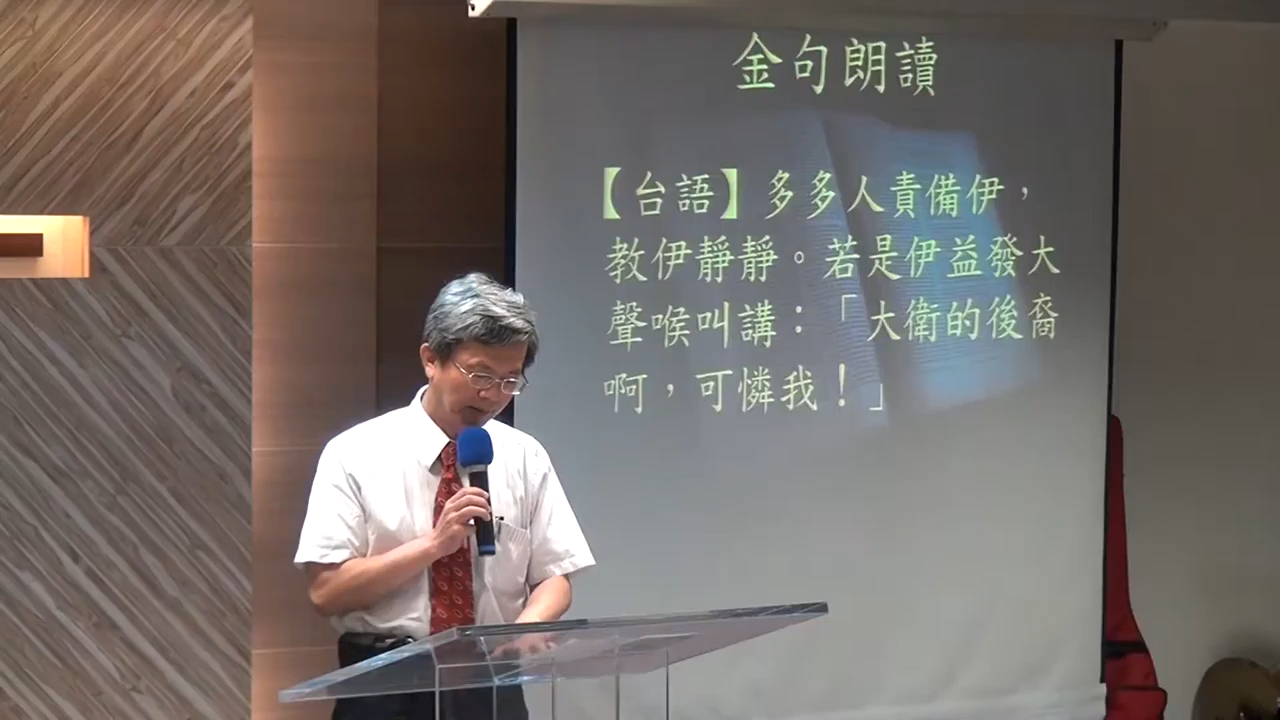 金句朗讀
【台語】多多人責備伊，
教伊靜靜。若是伊益發大
聲喉叫講：「大衛的後裔
啊，可憐我！」